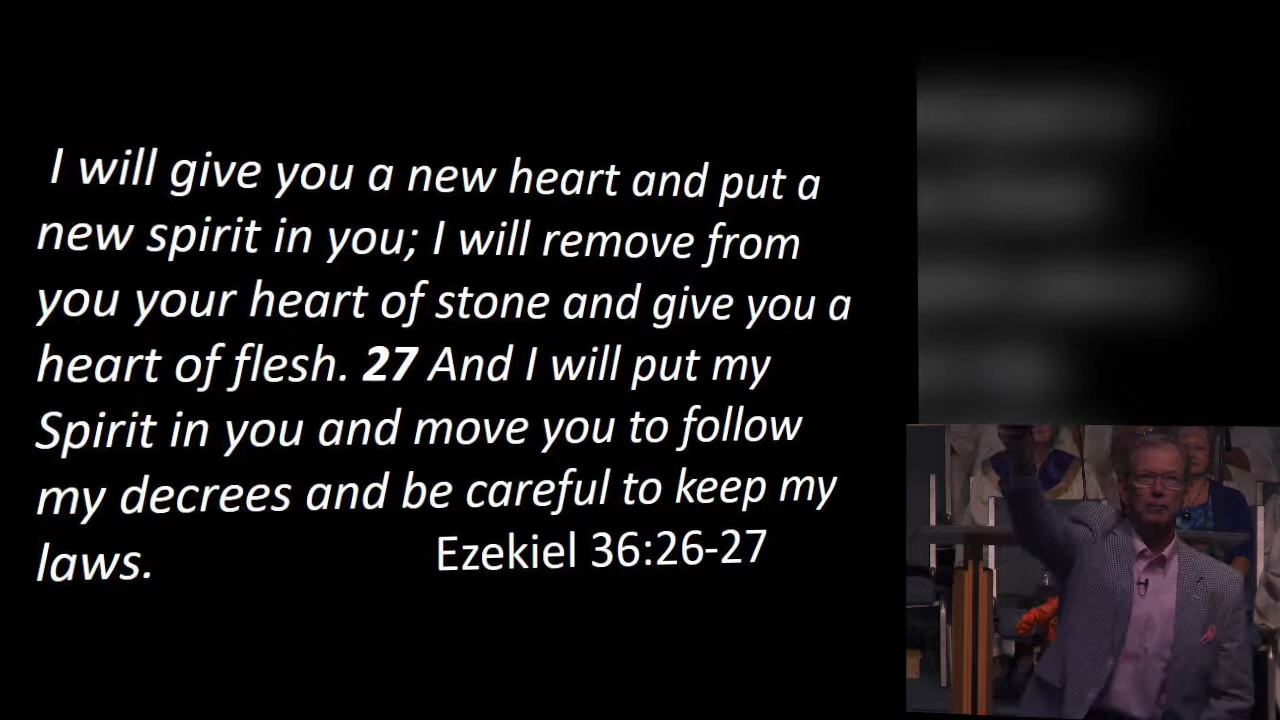 I will give you a new heart and put a
new spirit in you; I will remove from
you your heart of stone and give you a
heart of flesh. 27 And I will put my
Spirit in you and move you to follow
my decrees and be careful to keep my
laws. Ezekiel 36:26-27